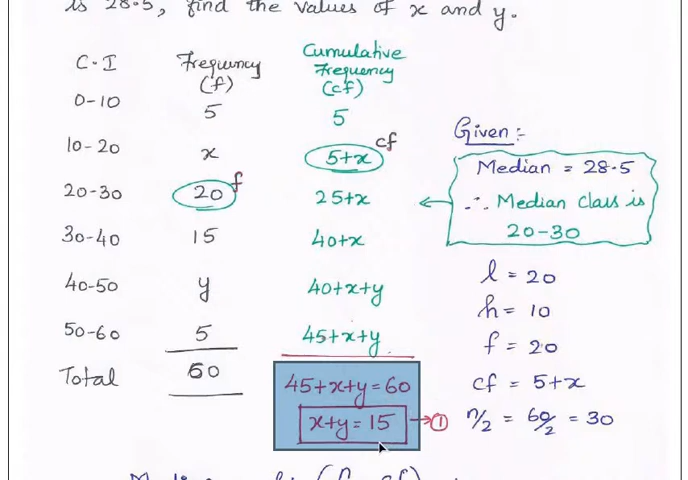 is 28.5, find the values of x and y.
C.I Frequency (f) Cumulative Frequency (cf)
0-10 5 5
10-20 x 5+x cf
20-30 20 f 25+x
30-40 15 40+x
40-50 y 40+x+y
50-60 5 45+x+y
Total 60
45+x+y=60
x+y=15 → ①
Given :-
Median = 28.5
∴ Median Class is
20-30
l = 20
h = 10
f = 20
cf = 5+x
n/2 = 60/2 = 30